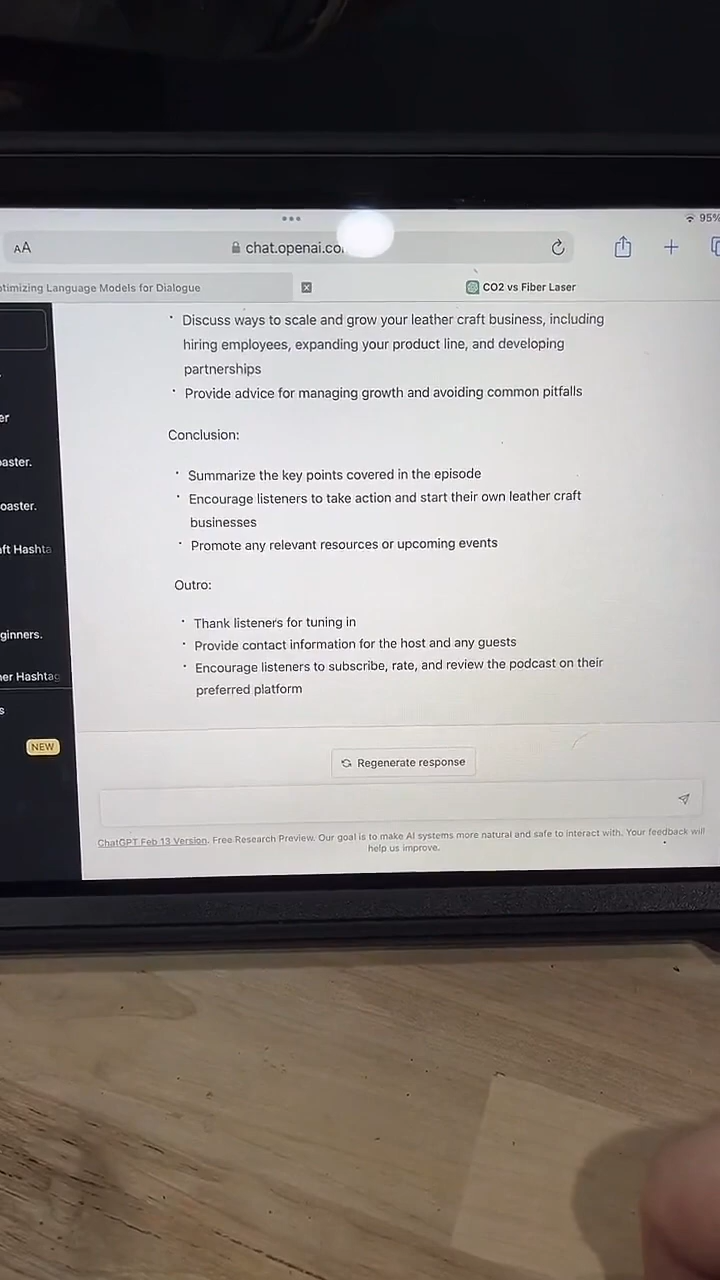 95%
AA
chat.openai.co
timizing Language Models for Dialogue
CO2 vs Fiber Laser
Discuss ways to scale and grow your leather craft business, including
hiring employees, expanding your product line, and developing
partnerships
Provide advice for managing growth and avoiding common pitfalls
Conclusion:
Summarize the key points covered in the episode
Encourage listeners to take action and start their own leather craft
businesses
Promote any relevant resources or upcoming events
Outro:
Thank listeners for tuning in
Provide contact information for the host and any guests
Encourage listeners to subscribe, rate, and review the podcast on their
preferred platform
er
oaster.
oaster.
aft Hashta
ginners.
her Hashtag
s
NEW
Regenerate response
ChatGPT Feb 13 Version. Free Research Preview. Our goal is to make AI systems more natural and safe to interact with. Your feedback will
help us improve.